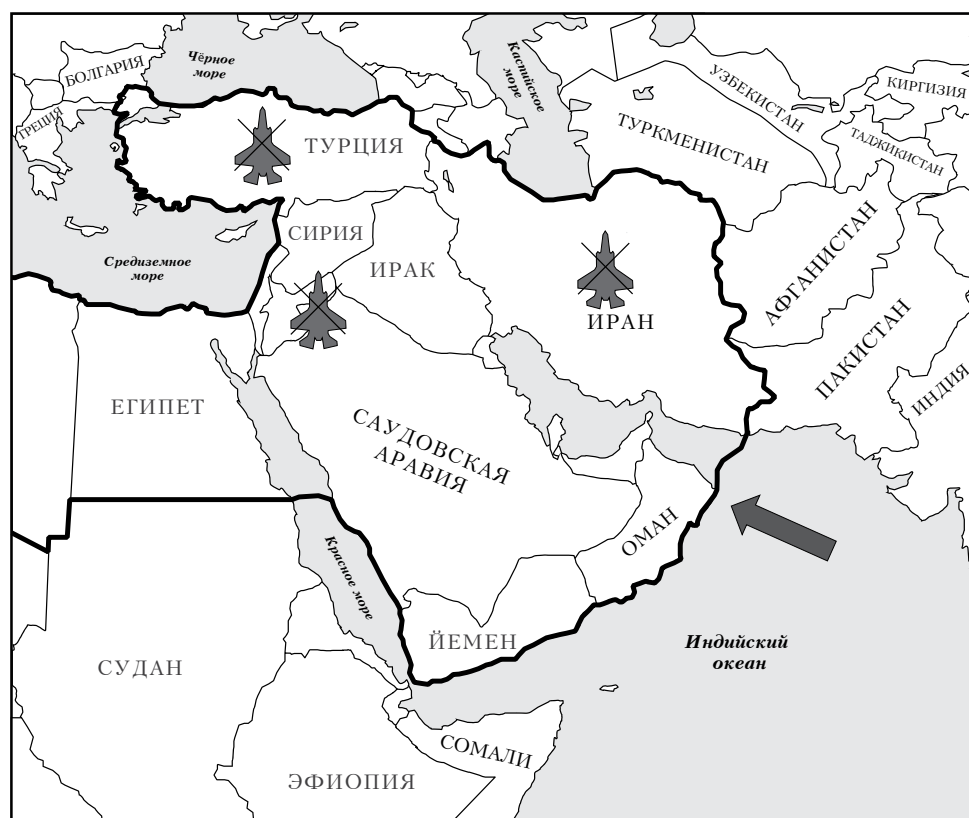 Чёрное
море
Каспийское
море
БОЛГАРИЯ
ГРЕЦИЯ
ТУРЦИЯ
УЗБЕКИСТАН
КИРГИЗИЯ
ТУРКМЕНИСТАН
ТАДЖИКИСТАН
СИРИЯ
ИРАК
Средиземное
море
ИРАН
АФГАНИСТАН
ПАКИСТАН
ИНДИЯ
ЕГИПЕТ
САУДОВСКАЯ
АРАВИЯ
ОМАН
Красное море
ЙЕМЕН
Индийский
океан
СУДАН
СОМАЛИ
ЭФИОПИЯ